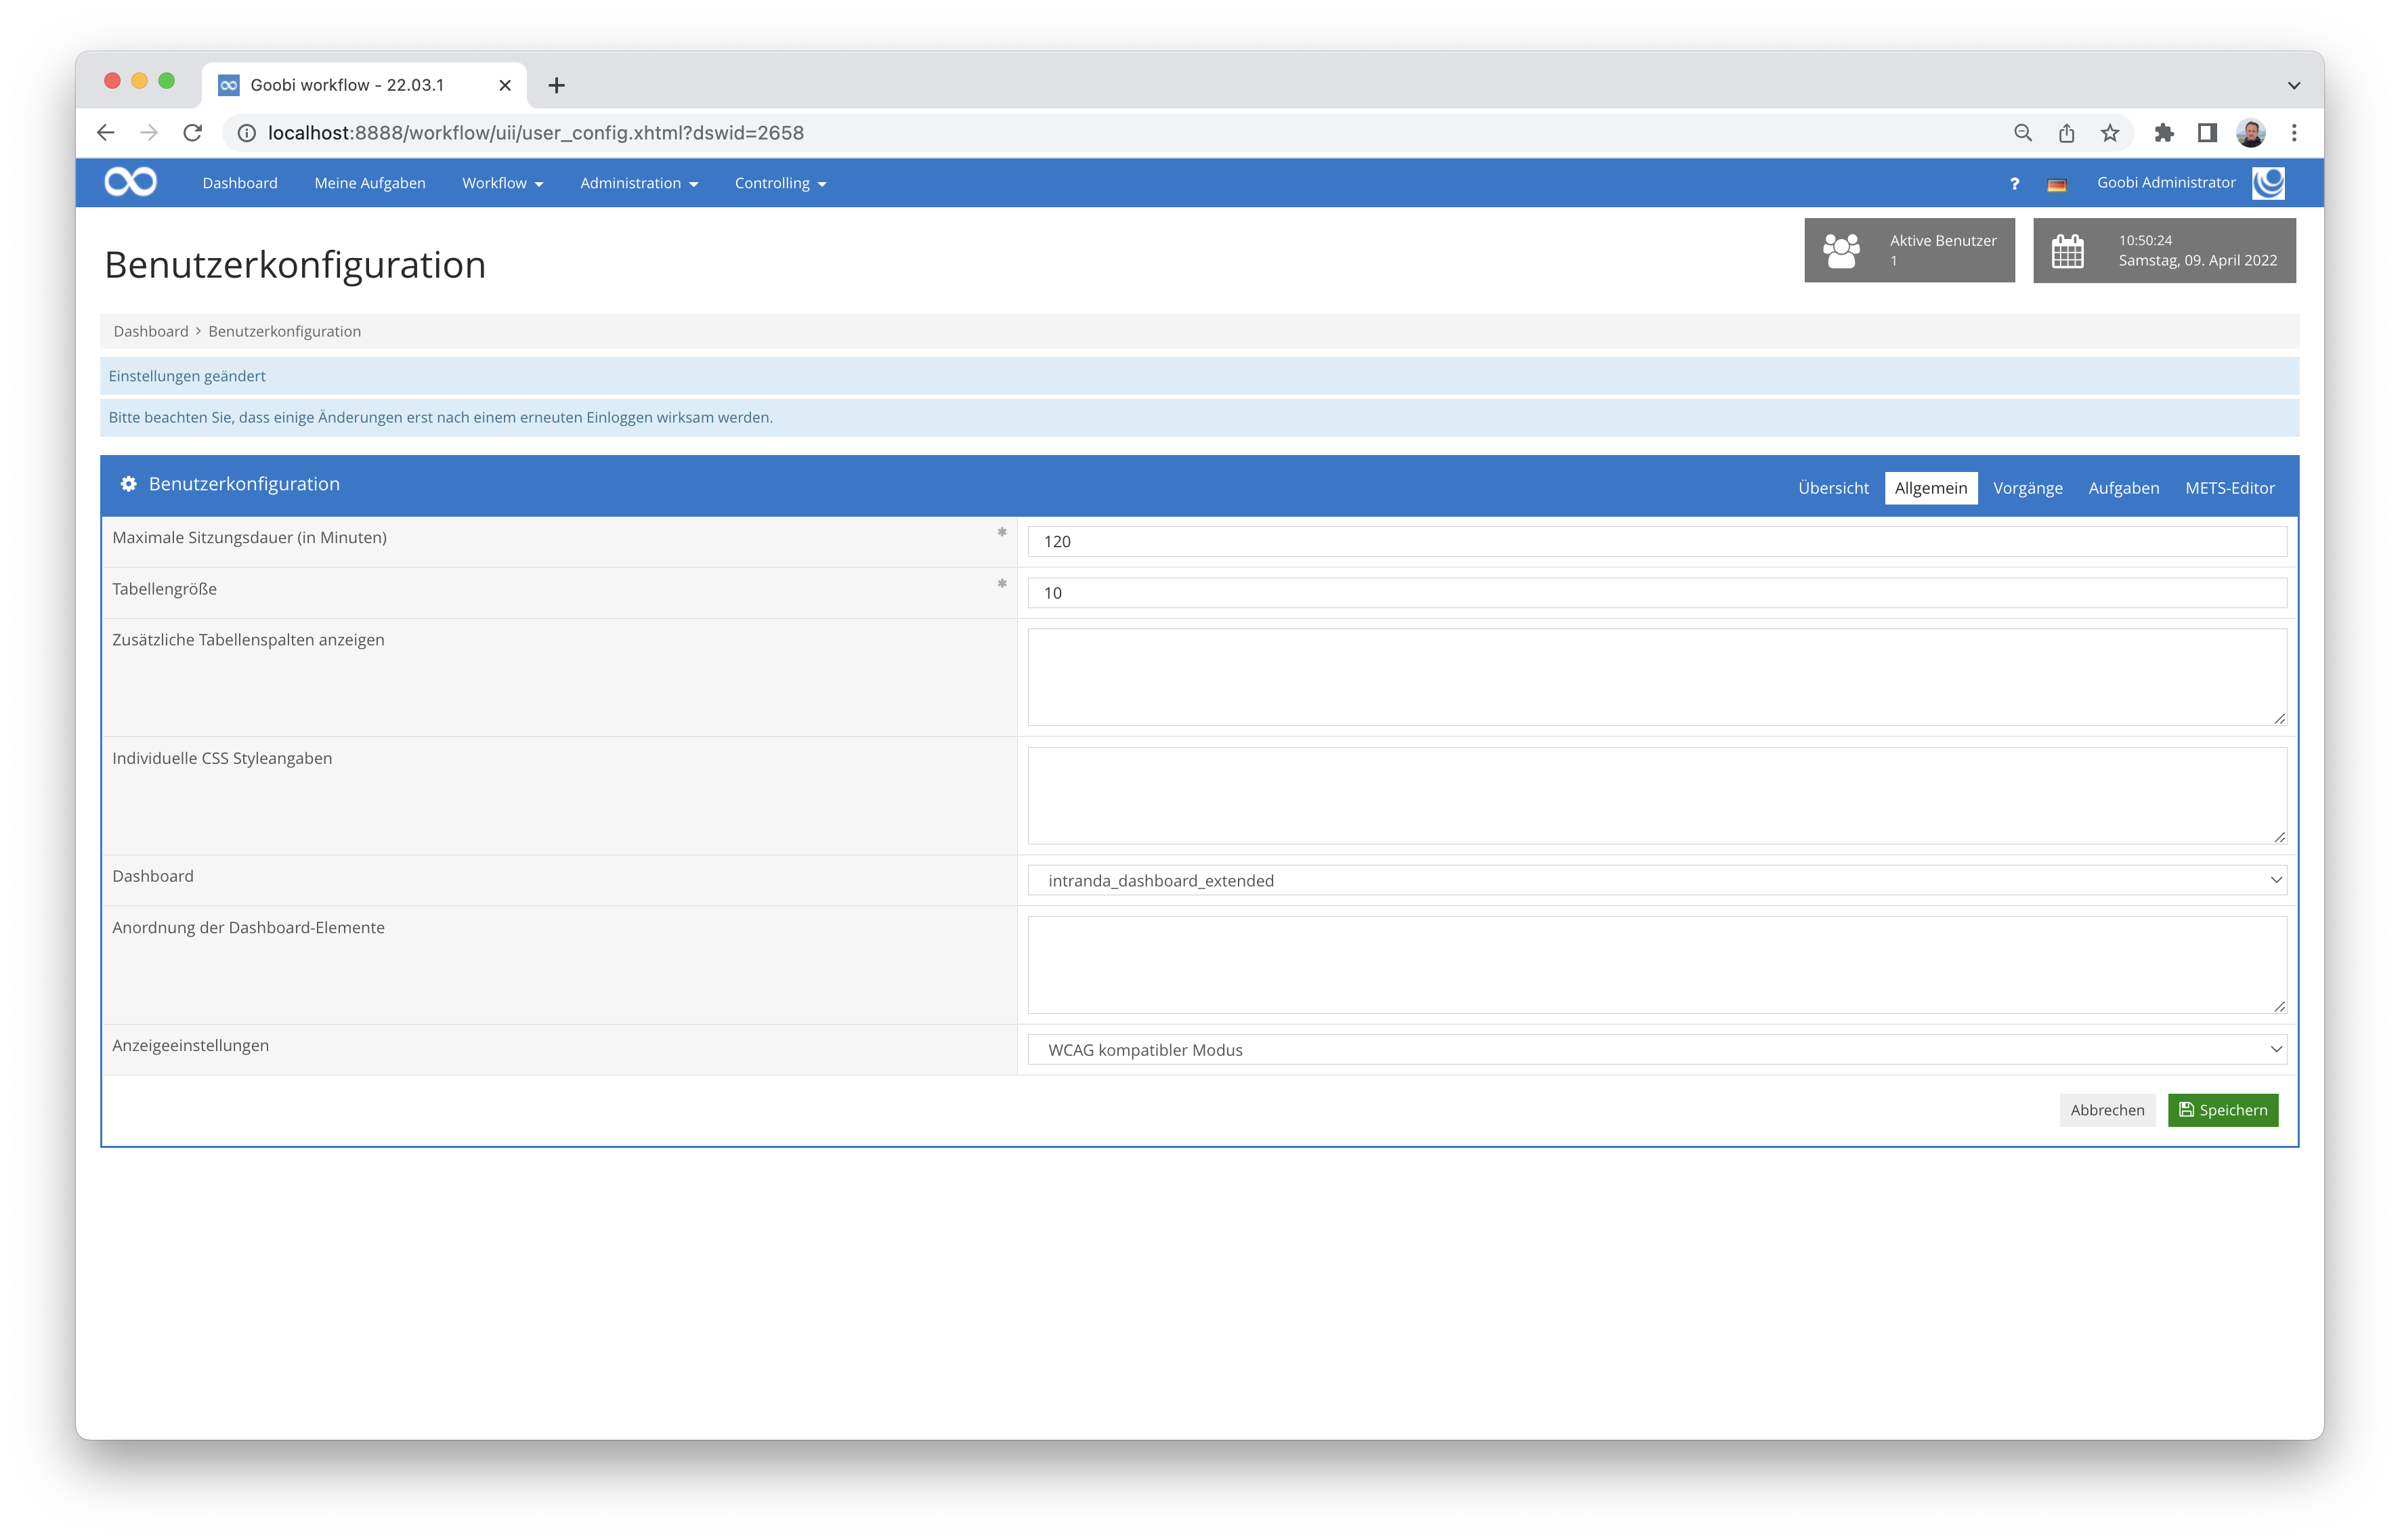 Goobi workflow - 22.03.1
localhost:8888/workflow/uii/user_config.xhtml?dswid=2658
Dashboard Meine Aufgaben Workflow Administration Controlling ? Goobi Administrator
Benutzerkonfiguration
Aktive Benutzer
1
10:50:24
Samstag, 09. April 2022
Dashboard > Benutzerkonfiguration
Einstellungen geändert
Bitte beachten Sie, dass einige Änderungen erst nach einem erneuten Einloggen wirksam werden.
Benutzerkonfiguration Übersicht Allgemein Vorgänge Aufgaben METS-Editor
Maximale Sitzungsdauer (in Minuten) * 120
Tabellengröße * 10
Zusätzliche Tabellenspalten anzeigen
Individuelle CSS Styleangaben
Dashboard intranda_dashboard_extended
Anordnung der Dashboard-Elemente
Anzeigeeinstellungen WCAG kompatibler Modus
Abbrechen Speichern